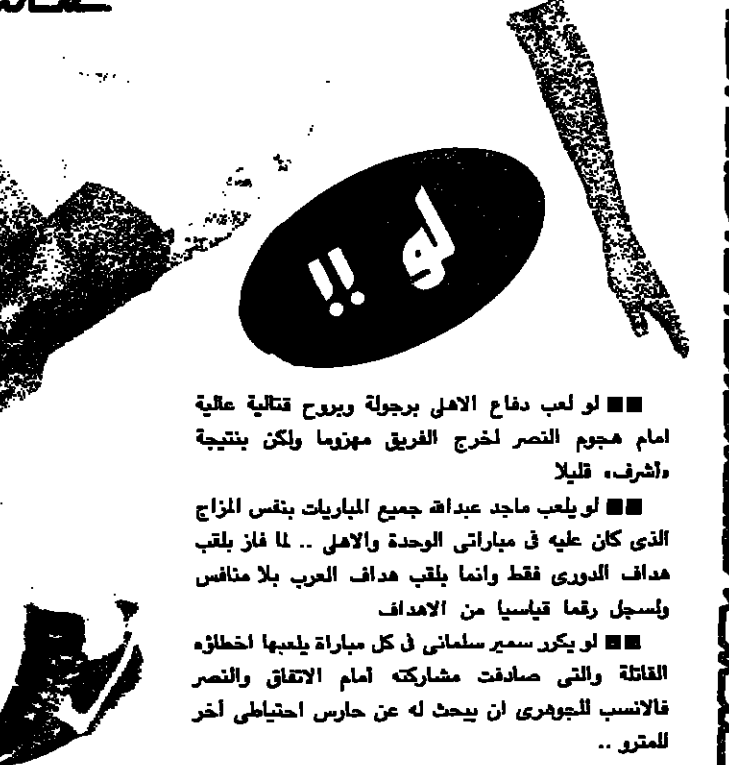 لو !!
■■ لو لعب دفاع الاهلى برجولة وبروح قتالية عالية
امام هجوم النصر لخرج الفريق مهزوما ولكن بنتيجة
«أشرف» قليلا
■■ لو يلعب ماجد عبدالله جميع المباريات بنفس المزاج
الذى كان عليه فى مباراتى الوحدة والاهلى .. لما فاز بلقب
هداف الدورى فقط وانما بلقب هداف العرب بلا منافس
ولسجل رقما قياسيا من الاهداف
■■ لو يكرر سمير سلمانى فى كل مباراة يلعبها اخطاؤه
القاتلة والتى صادفت مشاركته أمام الاتفاق والنصر
فالانسب للجوهرى ان يبحث له عن حارس احتياطى أخر
للمترو ..